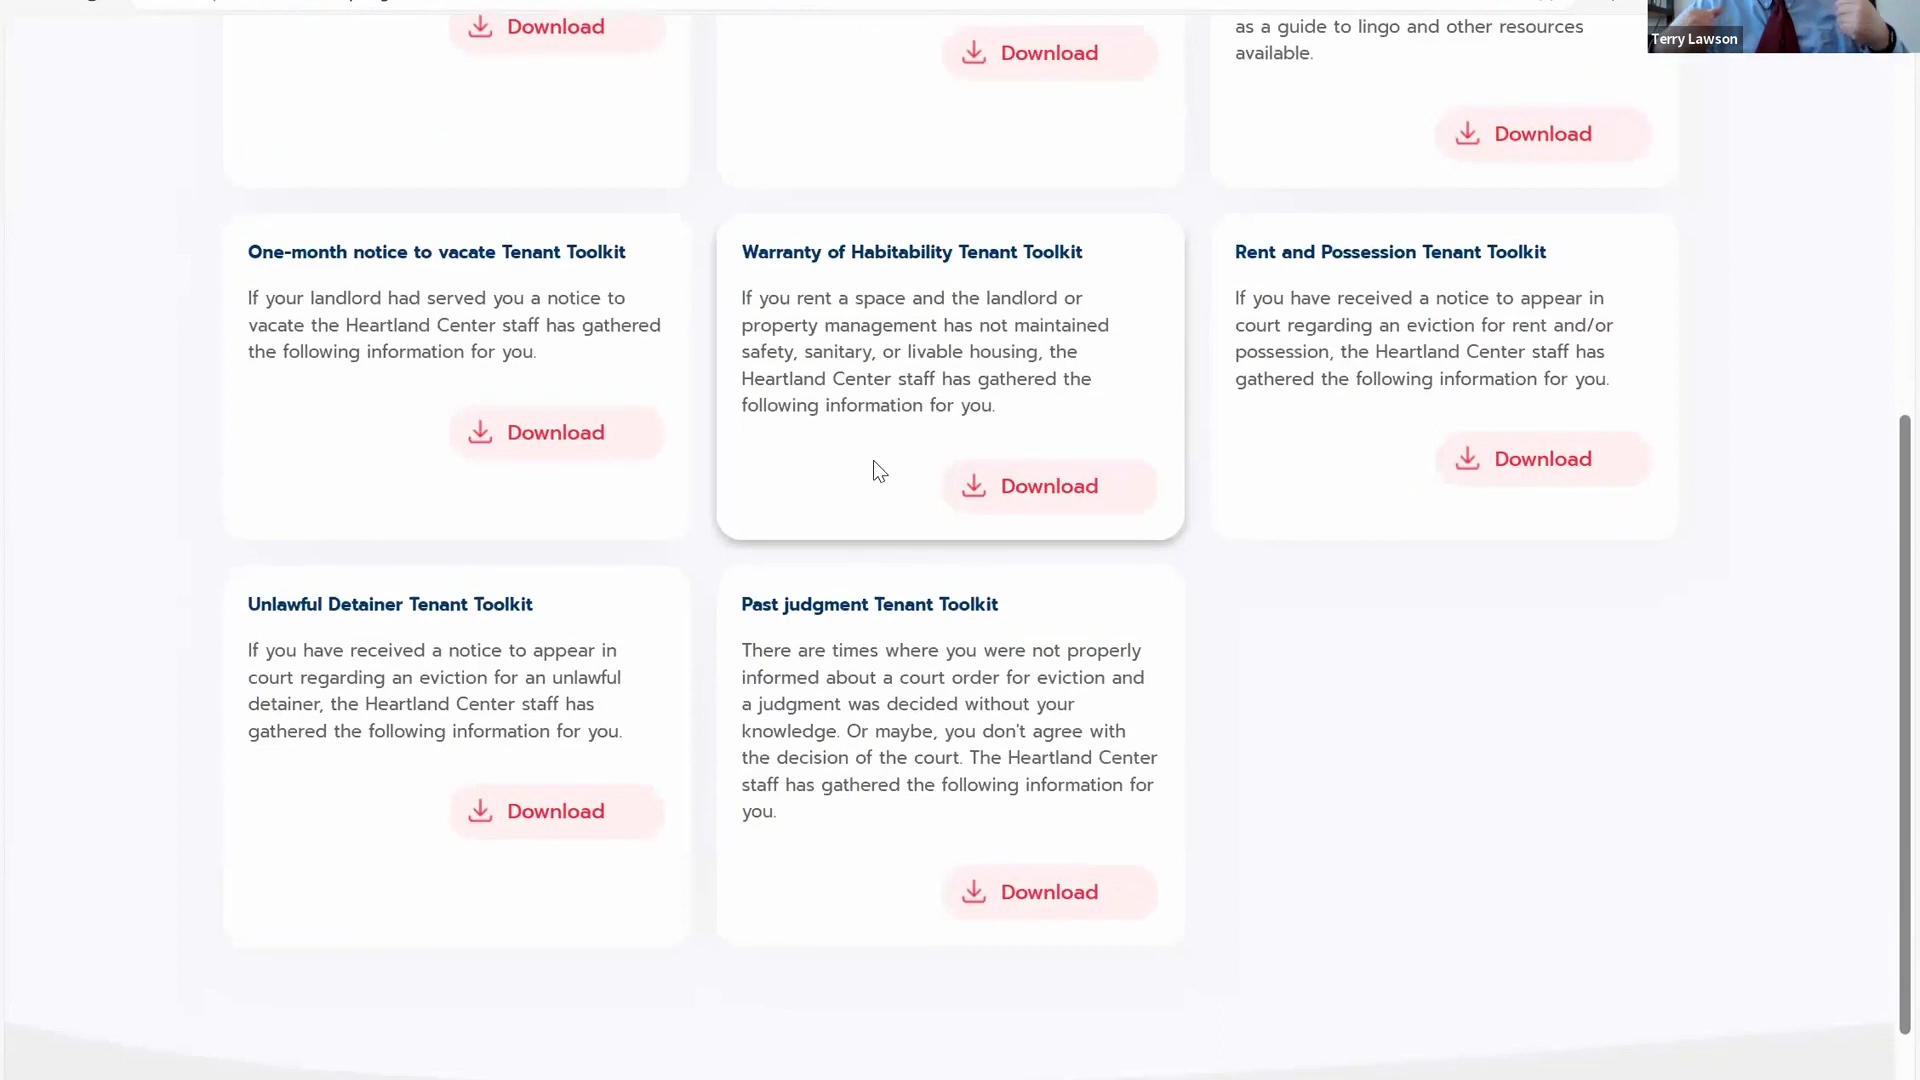 Download
Download
as a guide to lingo and other resources
available.
Download
Terry Lawson
One-month notice to vacate Tenant Toolkit
If your landlord had served you a notice to
vacate the Heartland Center staff has gathered
the following information for you.
Download
Warranty of Habitability Tenant Toolkit
If you rent a space and the landlord or
property management has not maintained
safety, sanitary, or livable housing, the
Heartland Center staff has gathered the
following information for you.
Download
Rent and Possession Tenant Toolkit
If you have received a notice to appear in
court regarding an eviction for rent and/or
possession, the Heartland Center staff has
gathered the following information for you.
Download
Unlawful Detainer Tenant Toolkit
If you have received a notice to appear in
court regarding an eviction for an unlawful
detainer, the Heartland Center staff has
gathered the following information for you.
Download
Past judgment Tenant Toolkit
There are times where you were not properly
informed about a court order for eviction and
a judgment was decided without your
knowledge. Or maybe, you don't agree with
the decision of the court. The Heartland Center
staff has gathered the following information for
you.
Download